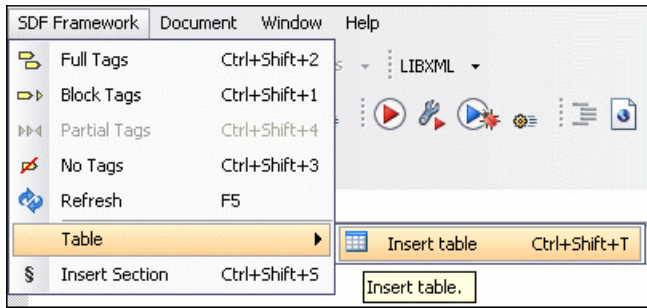 SDF Framework Document Window Help
Full Tags Ctrl+Shift+2
LIBXML
Block Tags Ctrl+Shift+1
Partial Tags Ctrl+Shift+4
No Tags Ctrl+Shift+3
Refresh F5
Table
Insert table Ctrl+Shift+T
§ Insert Section Ctrl+Shift+S
Insert table.